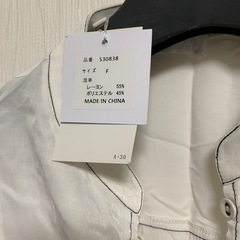 品番 S30838
サイズ F
混率
レーヨン 55%
ポリエステル 45%
MADE IN CHINA
A-30